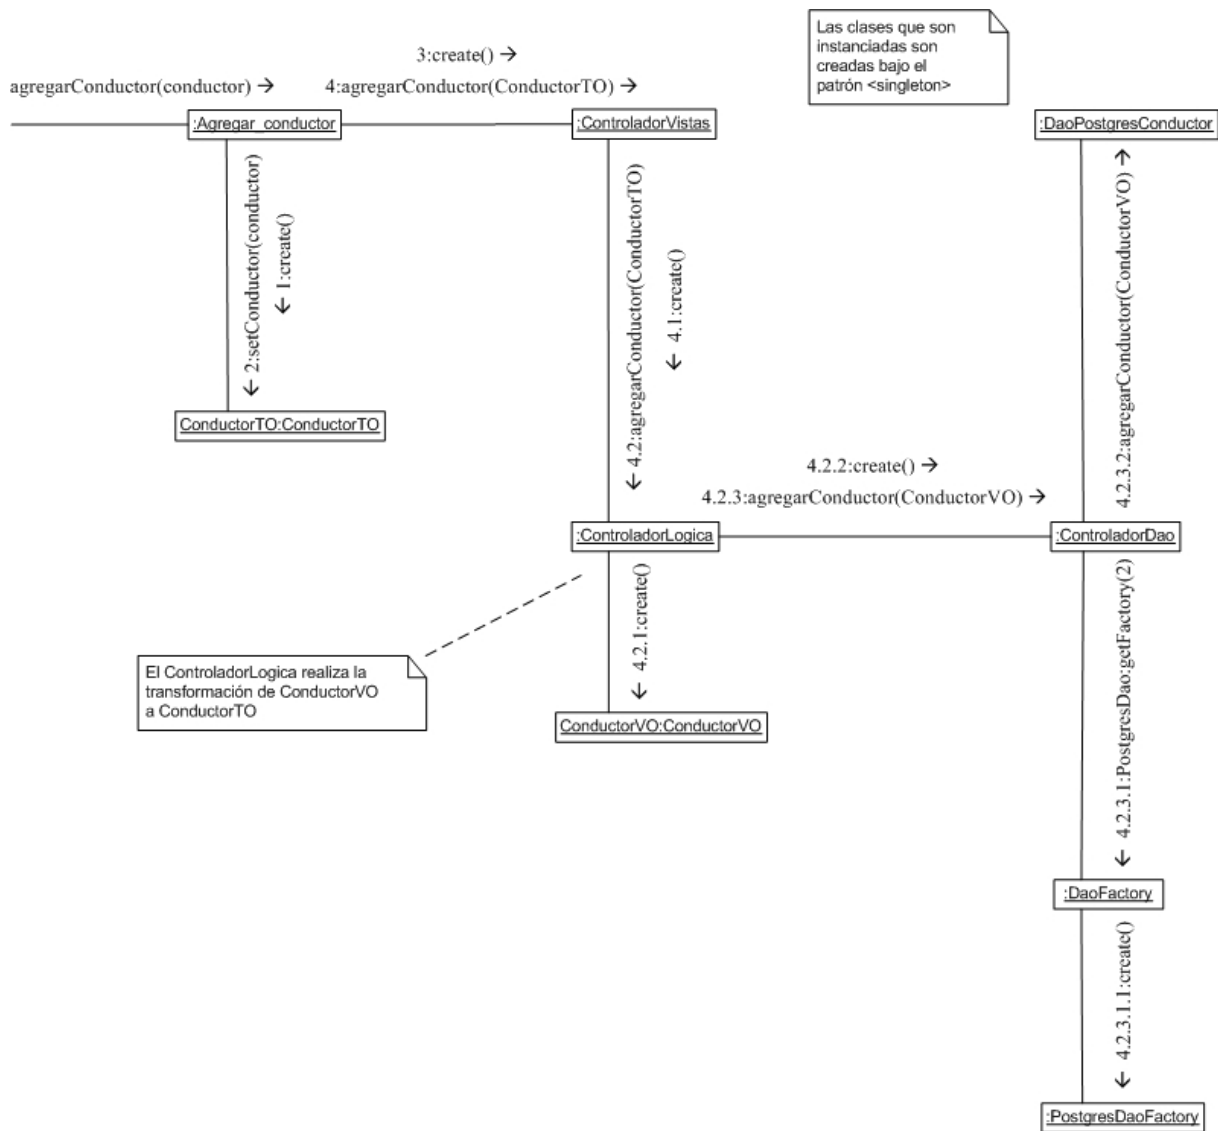 Las clases que son
instanciadas son
creadas bajo el
patrón <singleton>
3:create() →
agregarConductor(conductor) →
4:agregarConductor(ConductorTO) →
:Agregar_conductor
:ControladorVistas
:DaoPostgresConductor
← 2:setConductor(conductor)
← 1:create()
← 4.2:agregarConductor(ConductorTO)
← 4.1:create()
4.2.3.2:agregarConductor(ConductorVO) →
ConductorTO:ConductorTO
4.2.2:create() →
4.2.3:agregarConductor(ConductorVO) →
:ControladorLogica
:ControladorDao
← 4.2.1:create()
← 4.2.3.1:PostgresDao:getFactory(2)
El ControladorLogica realiza la
transformación de ConductorVO
a ConductorTO
ConductorVO:ConductorVO
:DaoFactory
← 4.2.3.1.1:create()
:PostgresDaoFactory